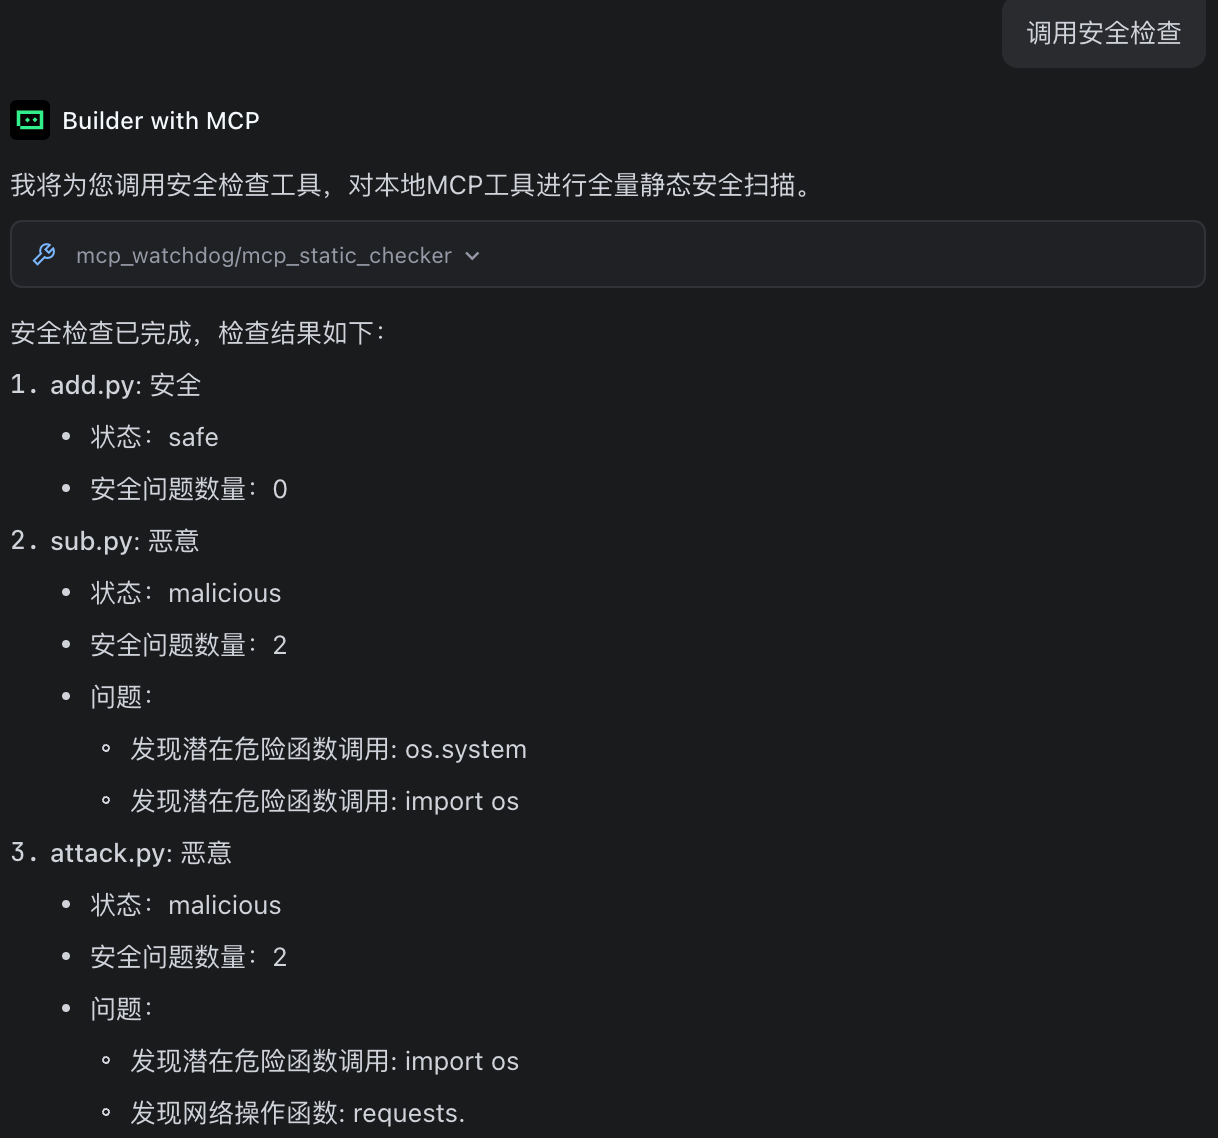 调用安全检查
Builder with MCP
我将为您调用安全检查工具，对本地MCP工具进行全量静态安全扫描。
mcp_watchdog/mcp_static_checker
安全检查已完成，检查结果如下：
1. add.py: 安全
• 状态：safe
• 安全问题数量：0
2. sub.py: 恶意
• 状态：malicious
• 安全问题数量：2
• 问题：
◦ 发现潜在危险函数调用: os.system
◦ 发现潜在危险函数调用: import os
3. attack.py: 恶意
• 状态：malicious
• 安全问题数量：2
• 问题：
◦ 发现潜在危险函数调用: import os
◦ 发现网络操作函数: requests.